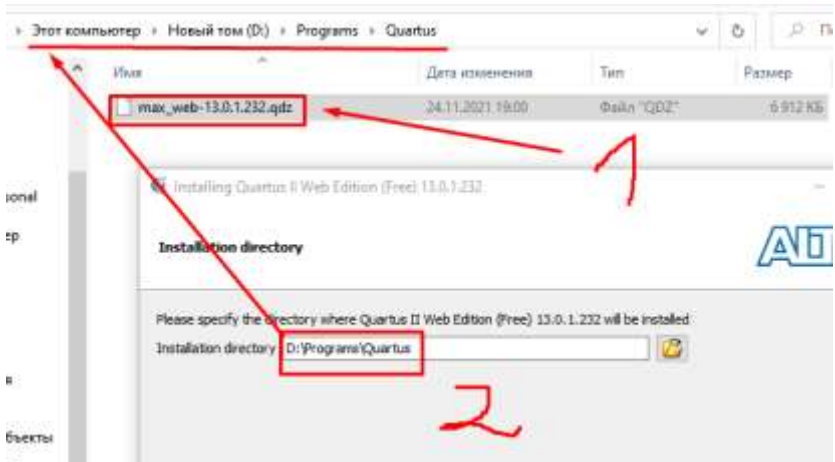 Этот компьютер › Новый том (D:) › Programs › Quartus
Имя Дата изменения Тип Размер
max_web-13.0.1.232.qdz 24.11.2021 19:00 Файл "QDZ" 6 912 КБ
1
Installing Quartus II Web Edition (Free) 13.0.1.232
Installation directory
Please specify the directory where Quartus II Web Edition (Free) 13.0.1.232 will be installed
Installation directory D:\Programs\Quartus
2